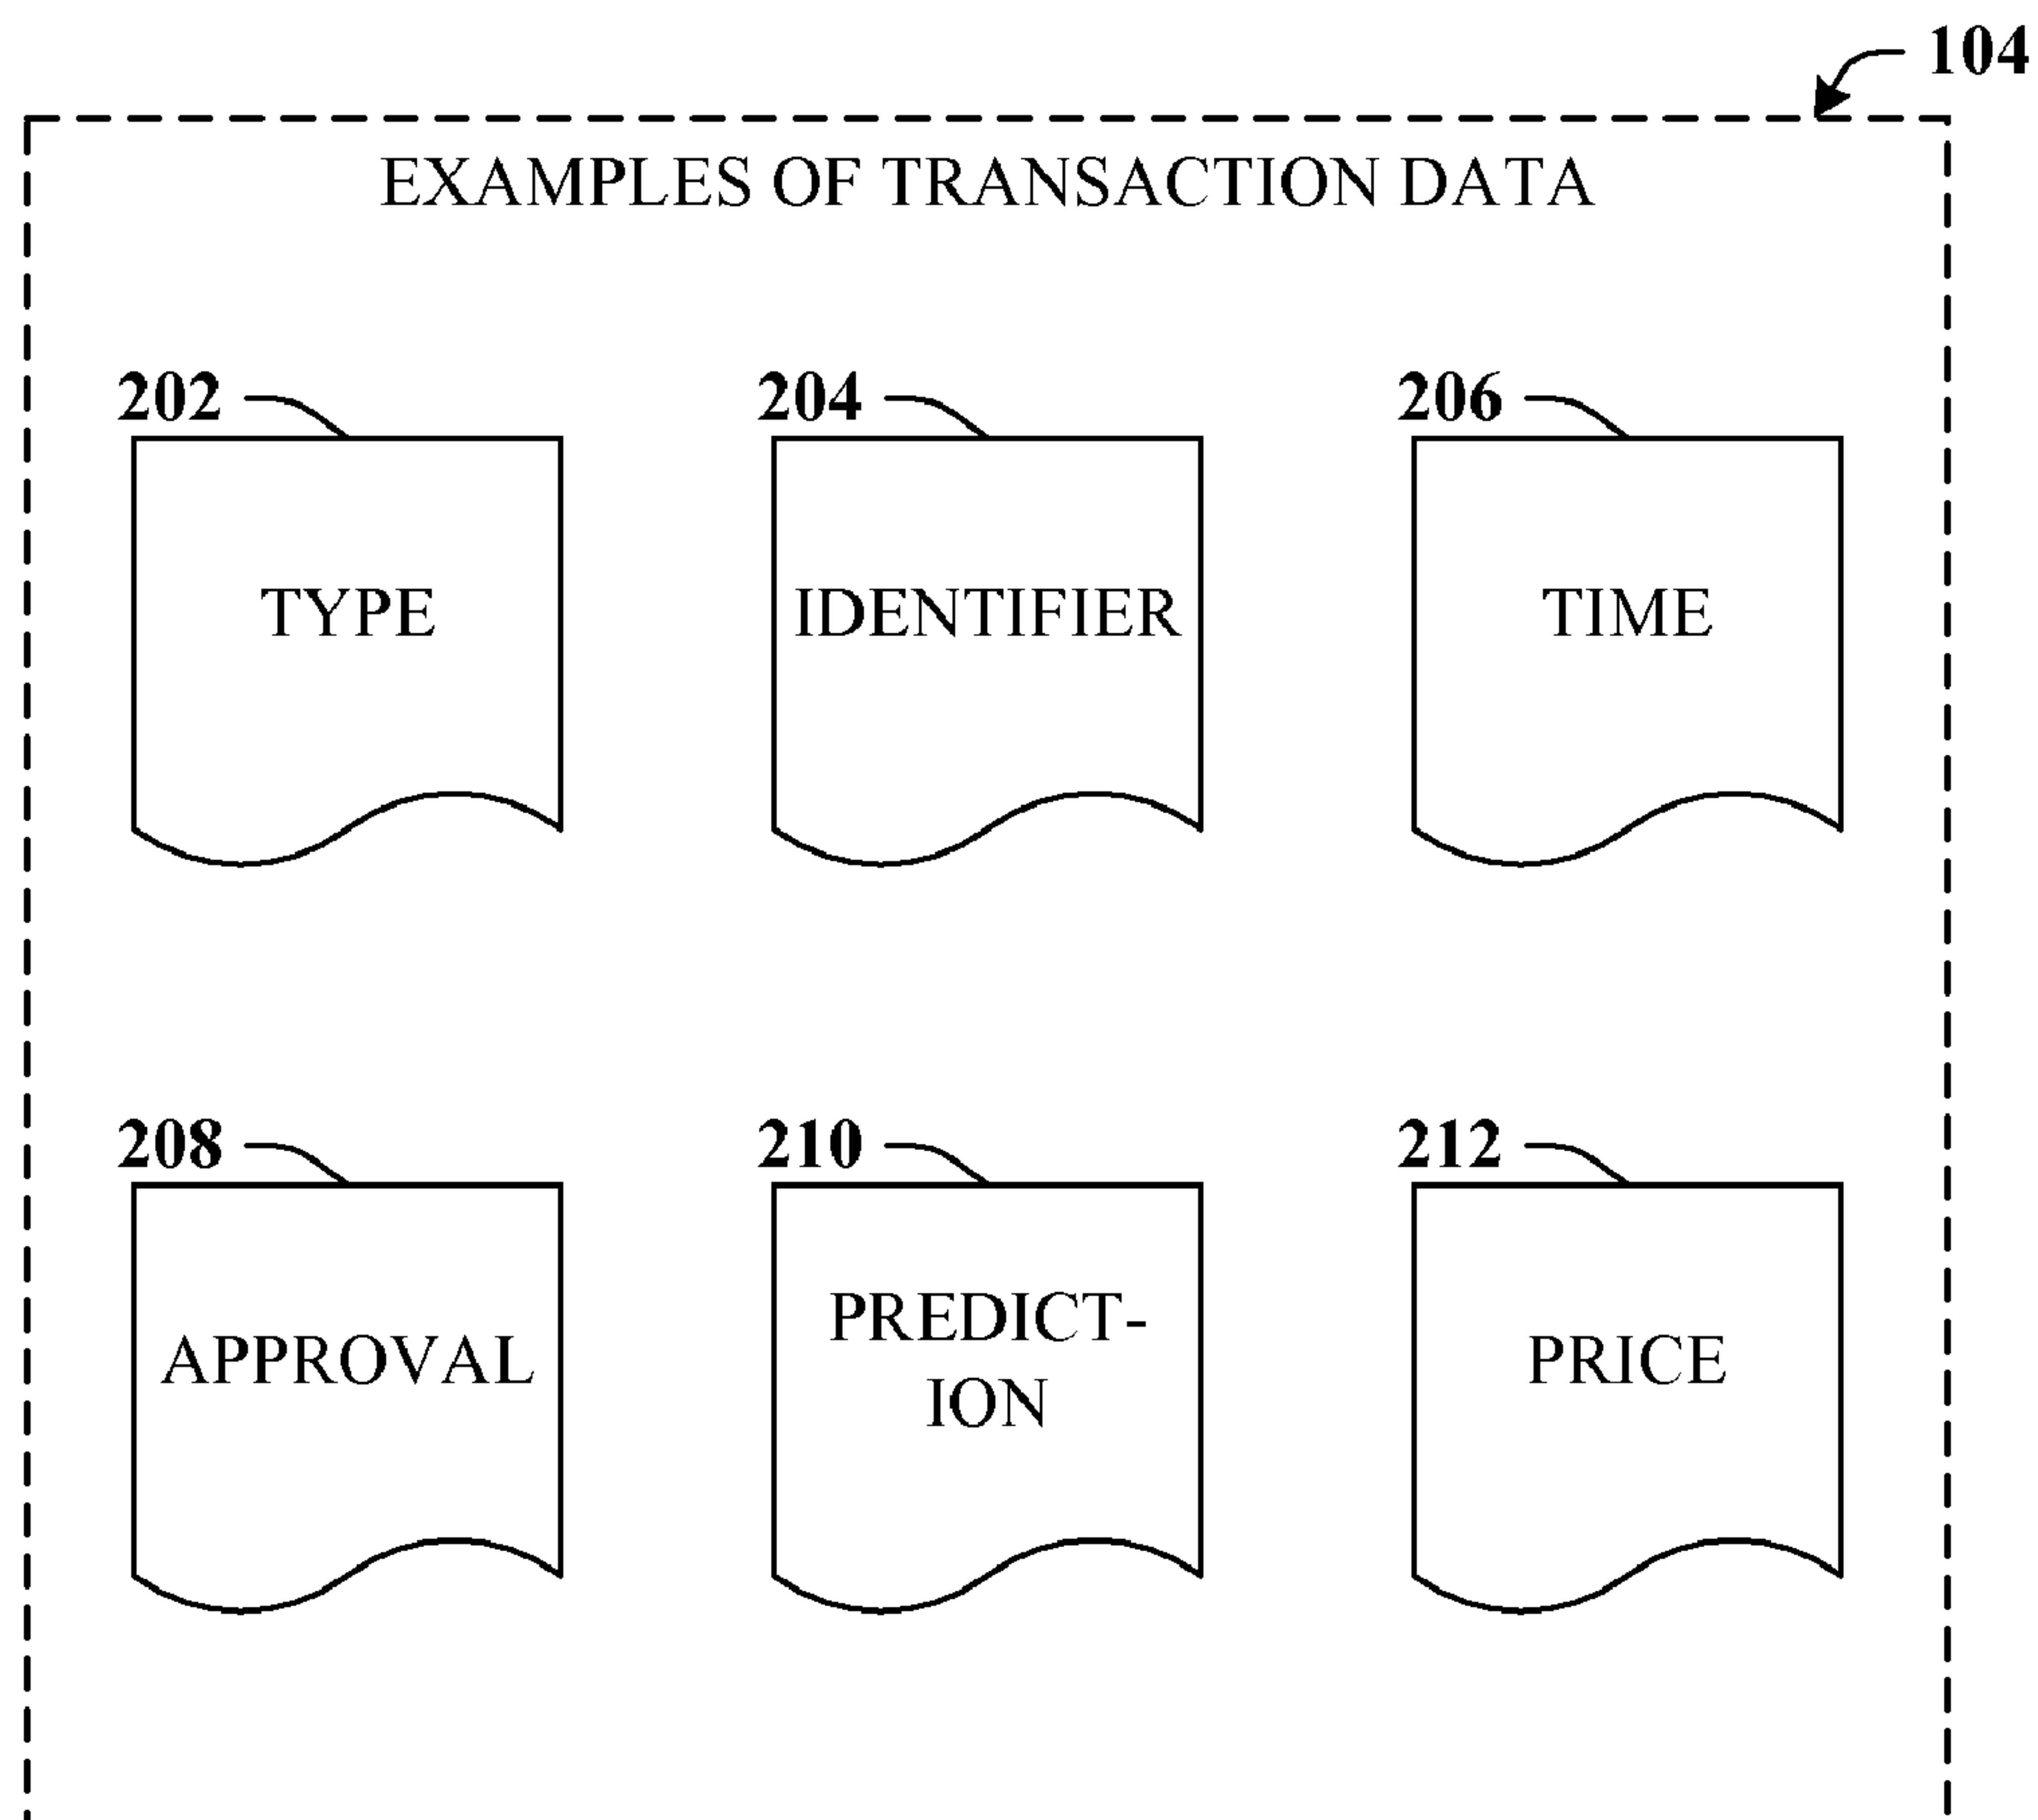 104
EXAMPLES OF TRANSACTION DATA
202
204
206
TYPE
IDENTIFIER
TIME
208
210
212
APPROVAL
PREDICT-
ION
PRICE